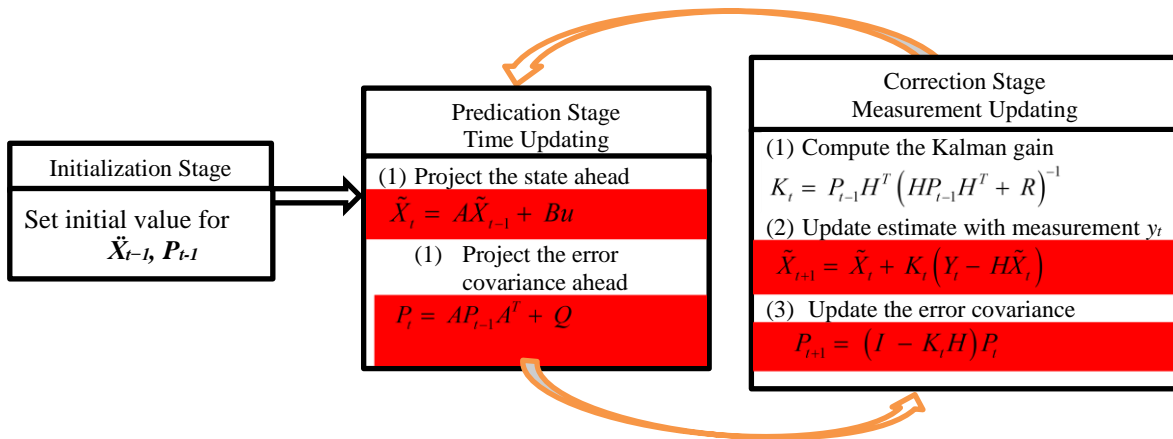 Initialization Stage
Set initial value for
Ẍt−1, Pt-1
Predication Stage
Time Updating
(1) Project the state ahead
X̃t = AX̃t−1 + Bu
(1) Project the error
covariance ahead
Pt = APt−1A^T + Q
Correction Stage
Measurement Updating
(1) Compute the Kalman gain
Kt = Pt−1H^T (HPt−1H^T + R)^−1
(2) Update estimate with measurement yt
X̃t+1 = X̃t + Kt (Yt − HX̃t)
(3) Update the error covariance
Pt+1 = (I − KtH)Pt